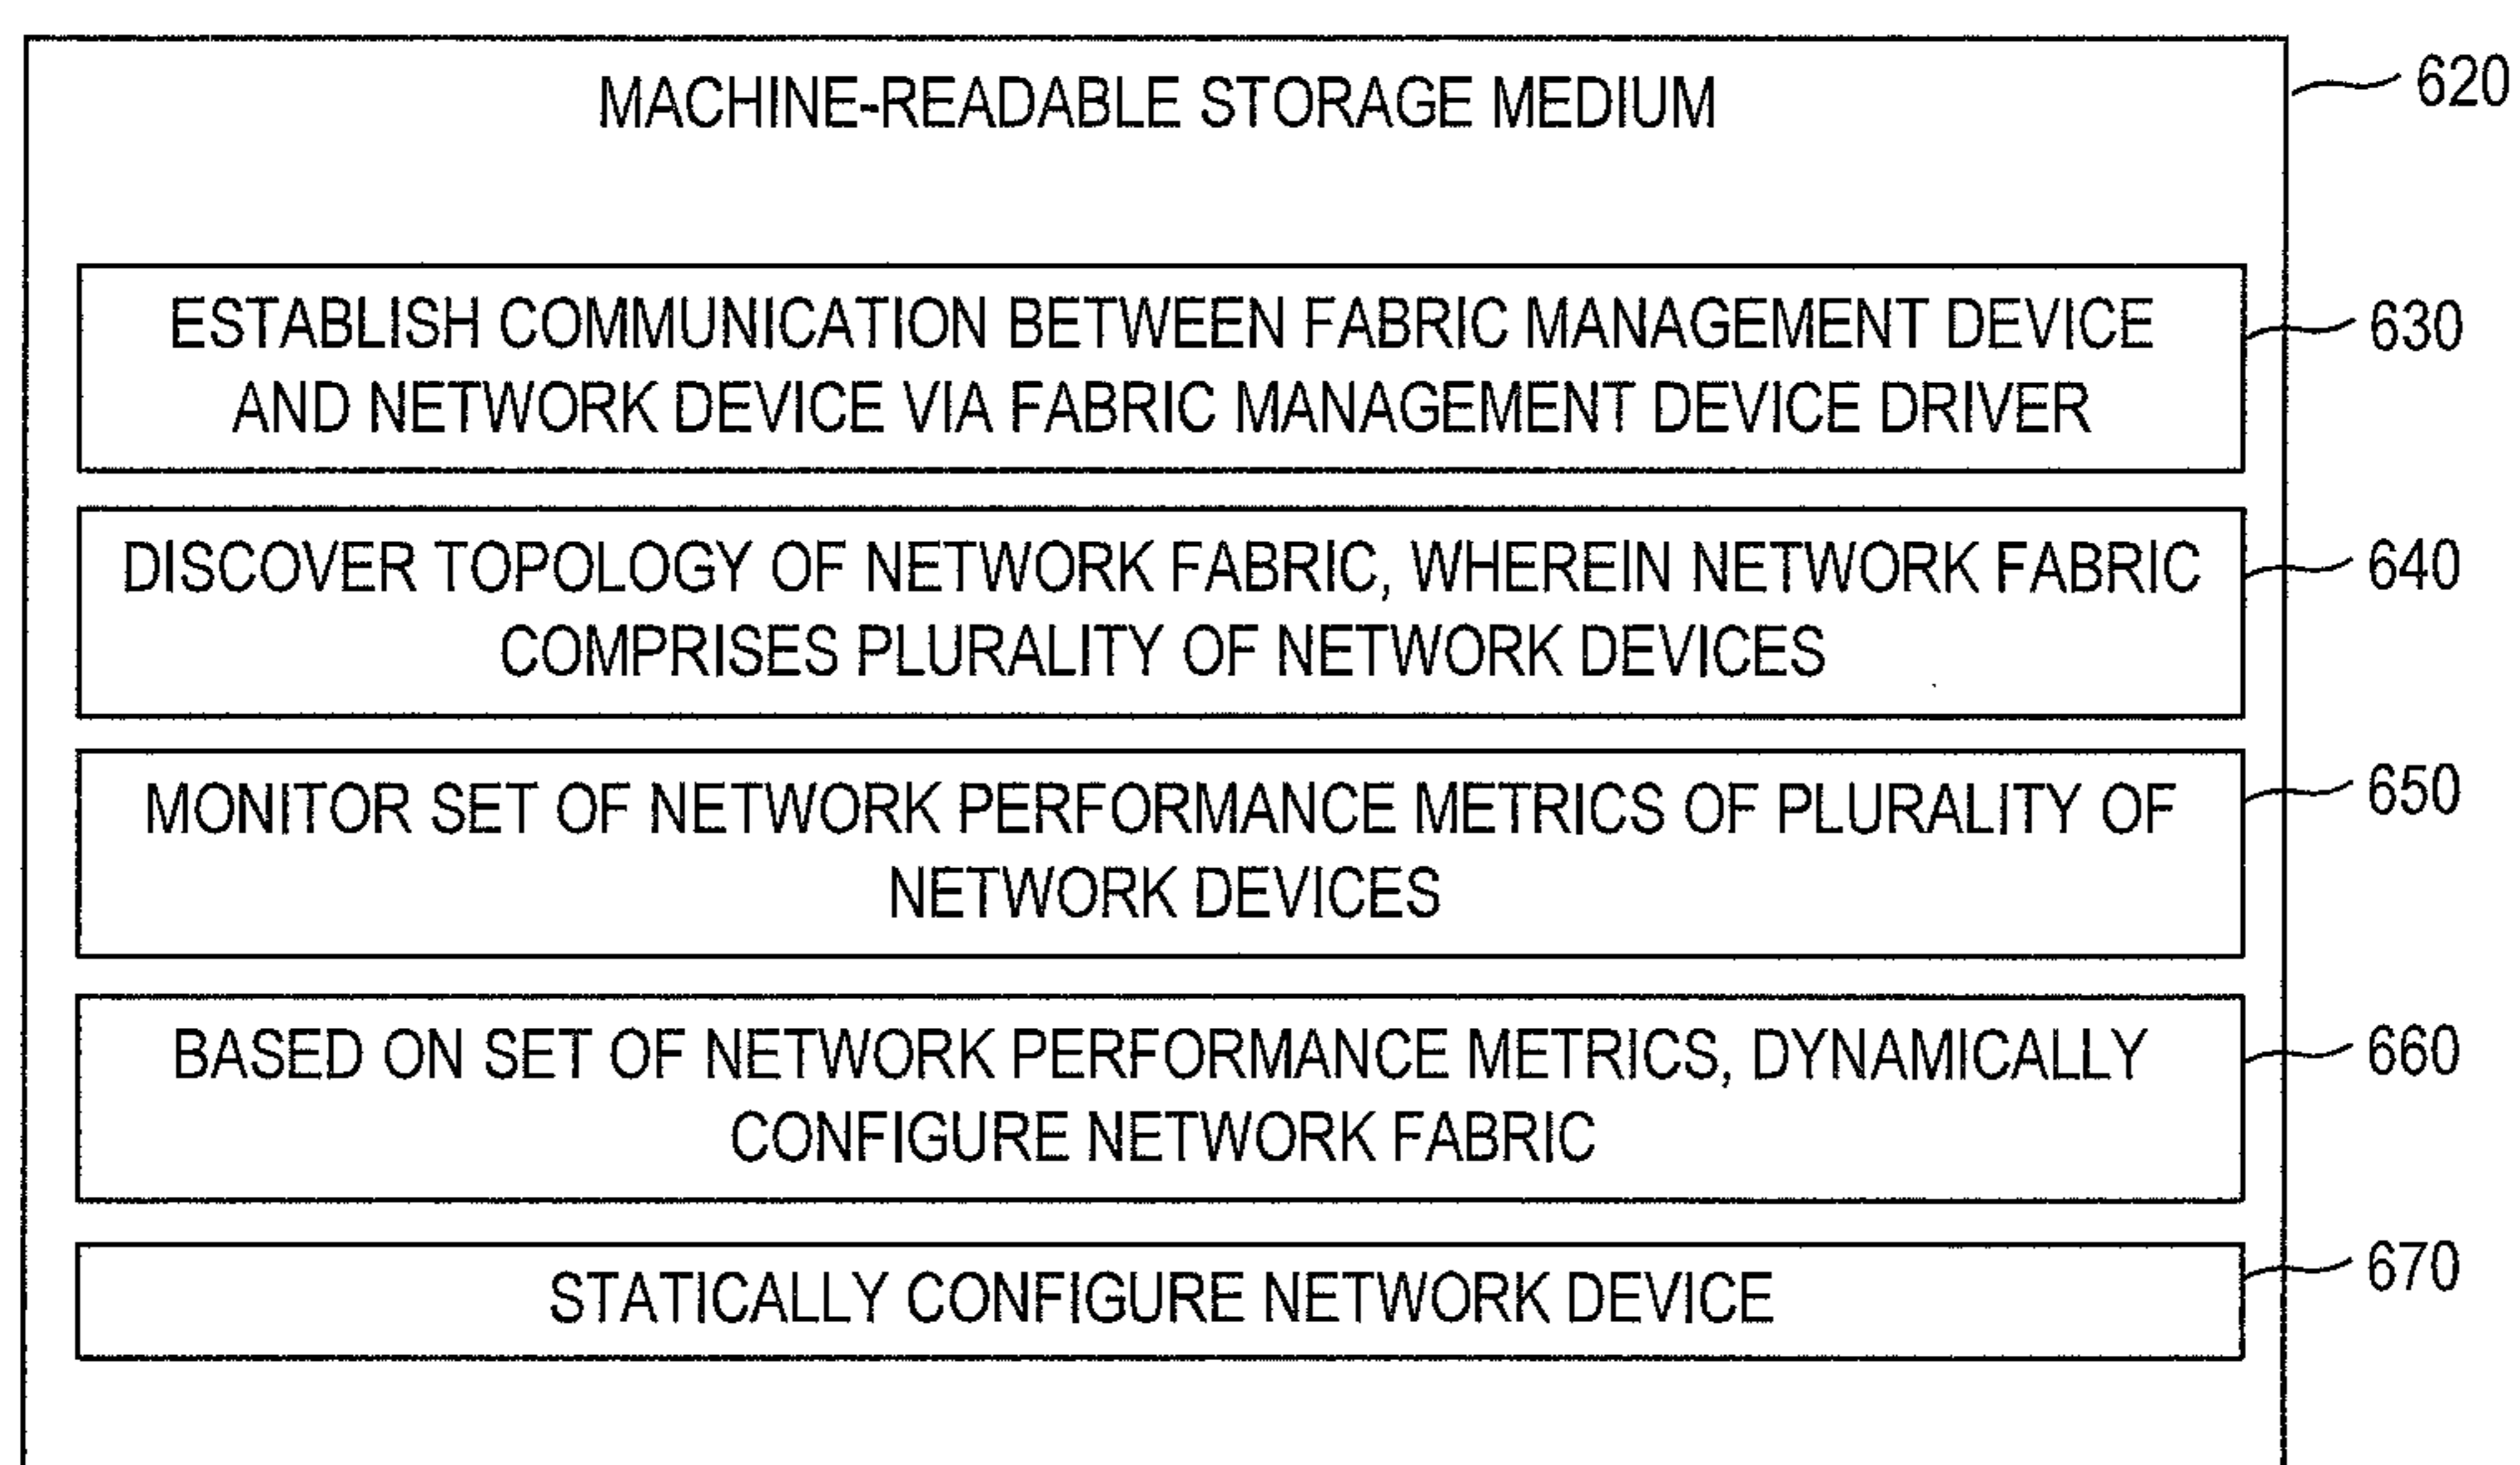 MACHINE-READABLE STORAGE MEDIUM
620
ESTABLISH COMMUNICATION BETWEEN FABRIC MANAGEMENT DEVICE
AND NETWORK DEVICE VIA FABRIC MANAGEMENT DEVICE DRIVER
630
DISCOVER TOPOLOGY OF NETWORK FABRIC, WHEREIN NETWORK FABRIC
COMPRISES PLURALITY OF NETWORK DEVICES
640
MONITOR SET OF NETWORK PERFORMANCE METRICS OF PLURALITY OF
NETWORK DEVICES
650
BASED ON SET OF NETWORK PERFORMANCE METRICS, DYNAMICALLY
CONFIGURE NETWORK FABRIC
660
STATICALLY CONFIGURE NETWORK DEVICE
670